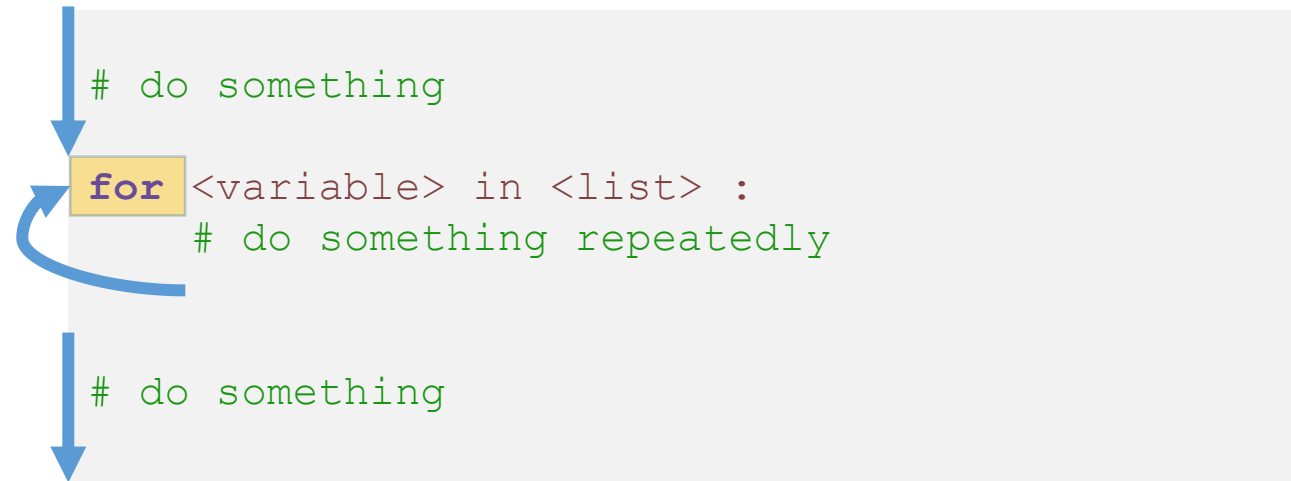 # do something
for <variable> in <list> :
# do something repeatedly
# do something